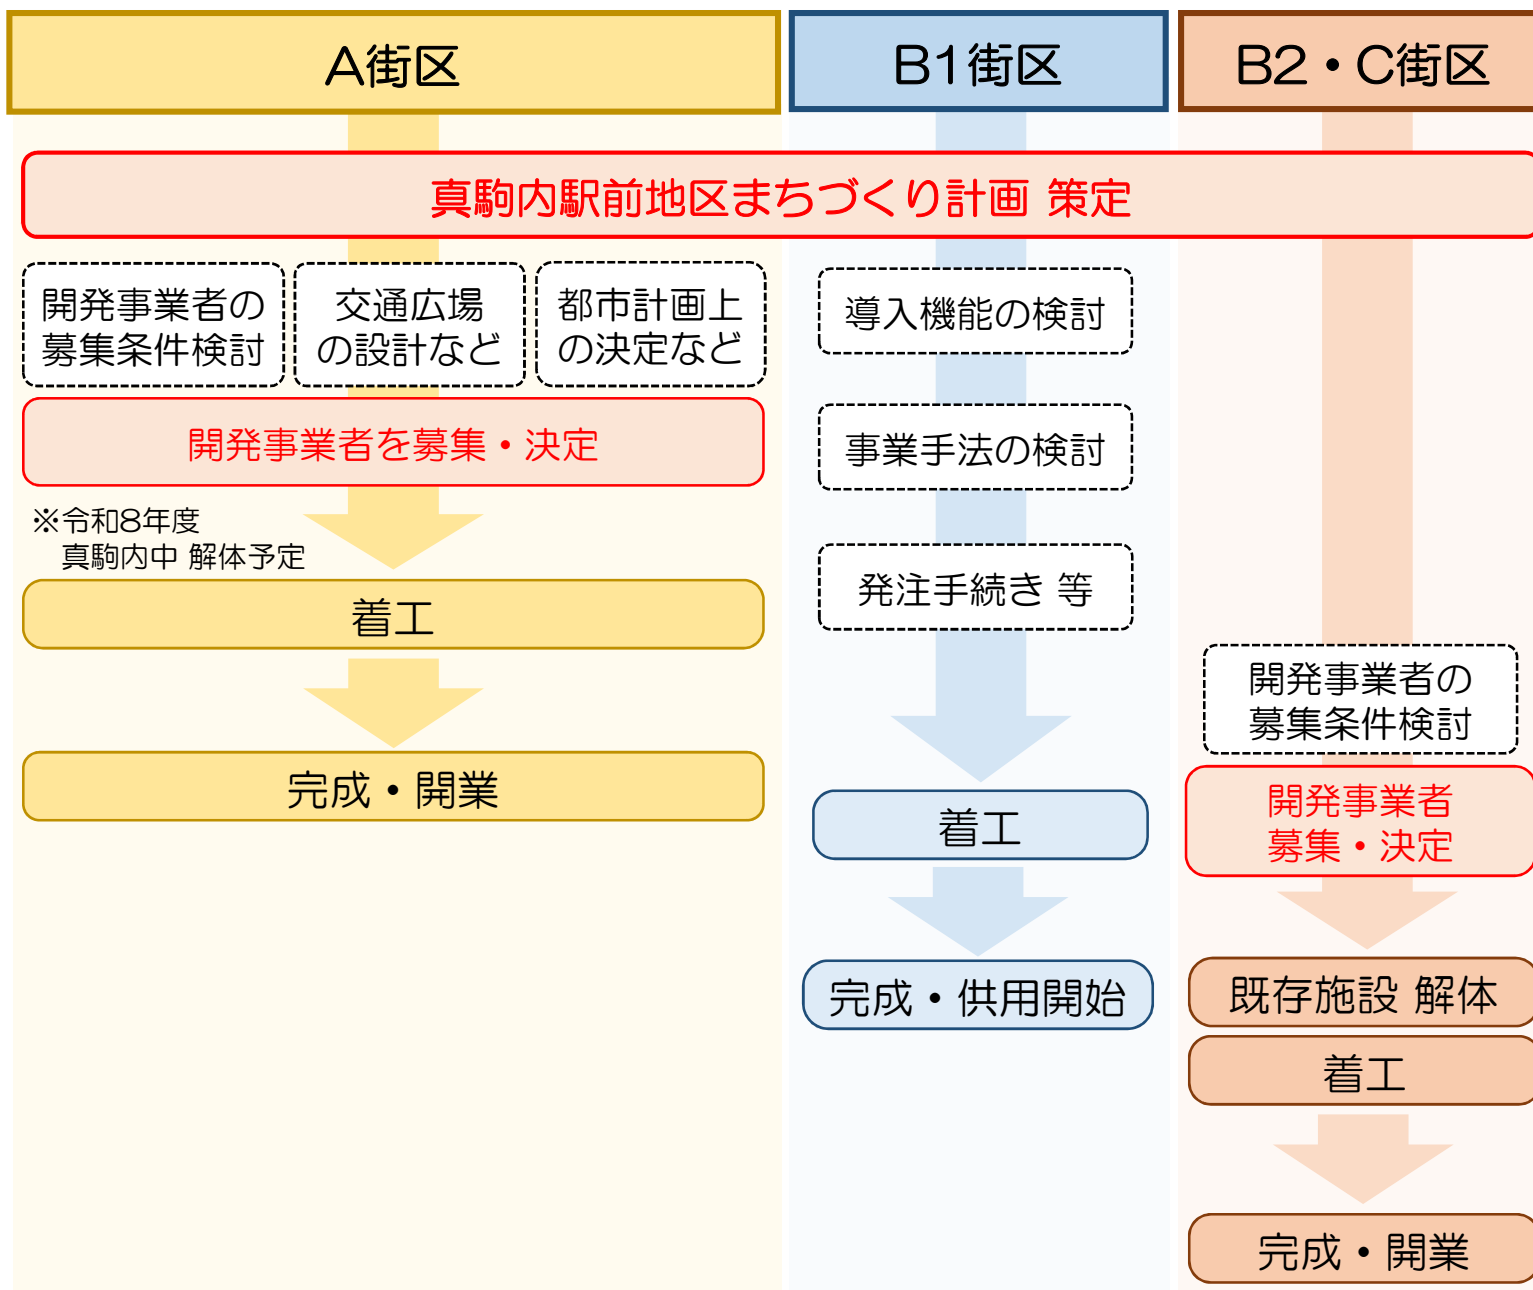 A街区
B1街区
B2・C街区
真駒内駅前地区まちづくり計画 策定
開発事業者の
募集条件検討
交通広場
の設計など
都市計画上
の決定など
開発事業者を募集・決定
※令和8年度
真駒内中 解体予定
着工
完成・開業
導入機能の検討
事業手法の検討
発注手続き 等
着工
完成・供用開始
開発事業者の
募集条件検討
開発事業者
募集・決定
既存施設 解体
着工
完成・開業